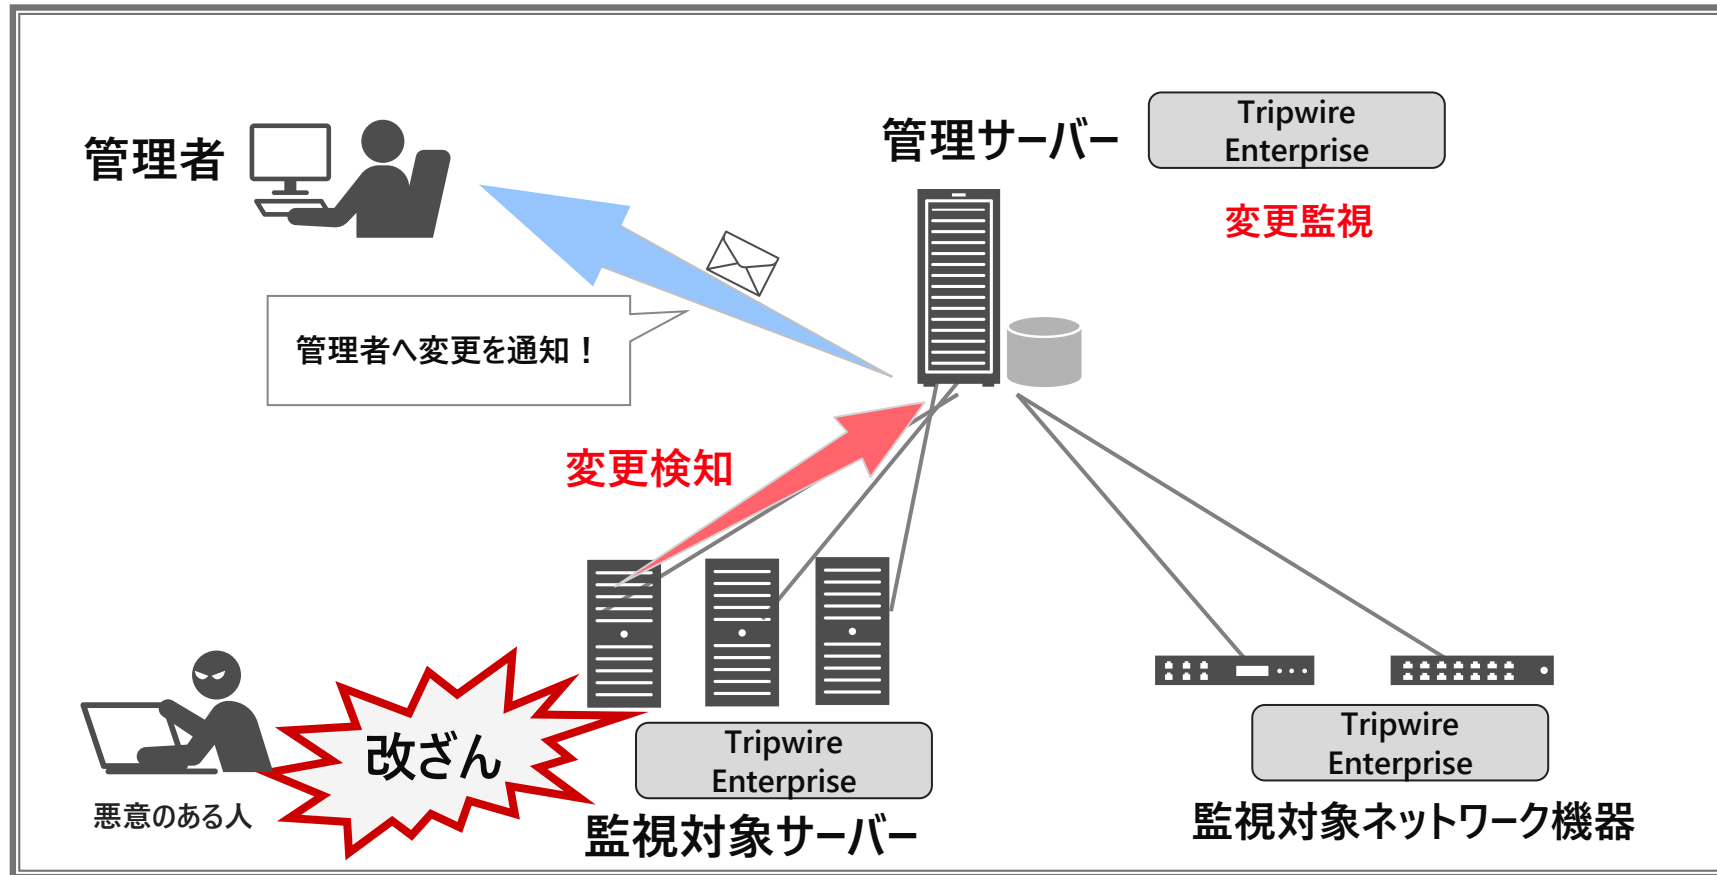 管理者
管理サーバー
Tripwire
Enterprise
変更監視
管理者へ変更を通知！
変更検知
改ざん
悪意のある人
Tripwire
Enterprise
監視対象サーバー
Tripwire
Enterprise
監視対象ネットワーク機器